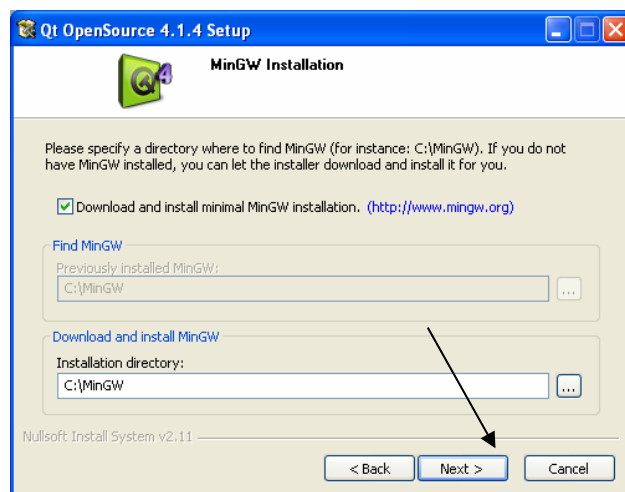 Qt OpenSource 4.1.4 Setup
4
MinGW Installation
Please specify a directory where to find MinGW (for instance: C:\MinGW). If you do not
have MinGW installed, you can let the installer download and install it for you.
Download and install minimal MinGW installation. (http://www.mingw.org)
Find MinGW
Previously installed MinGW:
C:\MinGW
...
Download and install MinGW
Installation directory:
C:\MinGW
...
Nullsoft Install System v2.11
< Back Next > Cancel